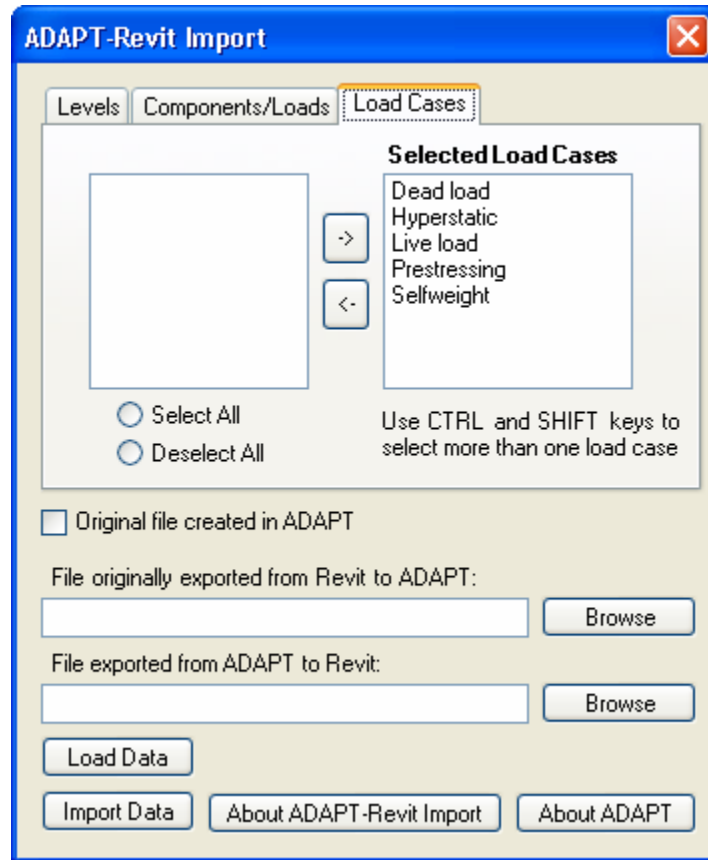 ADAPT-Revit Import
Levels Components/Loads Load Cases
Selected Load Cases
Dead load
Hyperstatic
Live load
Prestressing
Selfweight
->
<-
Select All
Deselect All
Use CTRL and SHIFT keys to
select more than one load case
Original file created in ADAPT
File originally exported from Revit to ADAPT:
Browse
File exported from ADAPT to Revit:
Browse
Load Data
Import Data About ADAPT-Revit Import About ADAPT